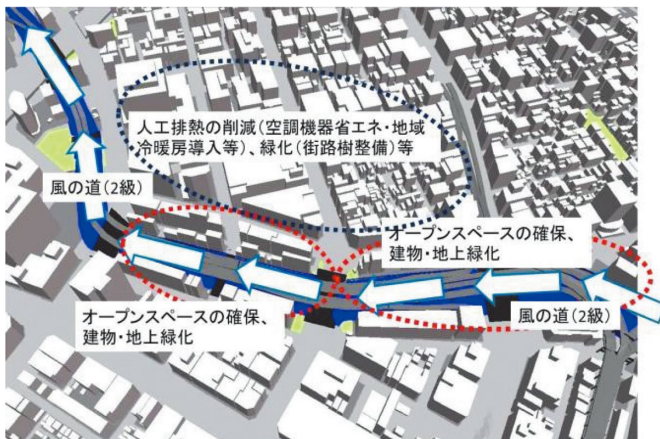 人工排熱の削減(空調機器省エネ・地域
冷暖房導入等)、緑化(街路樹整備)等
風の道(2級)
オープンスペースの確保、
建物・地上緑化
オープンスペースの確保、
建物・地上緑化
風の道(2級)